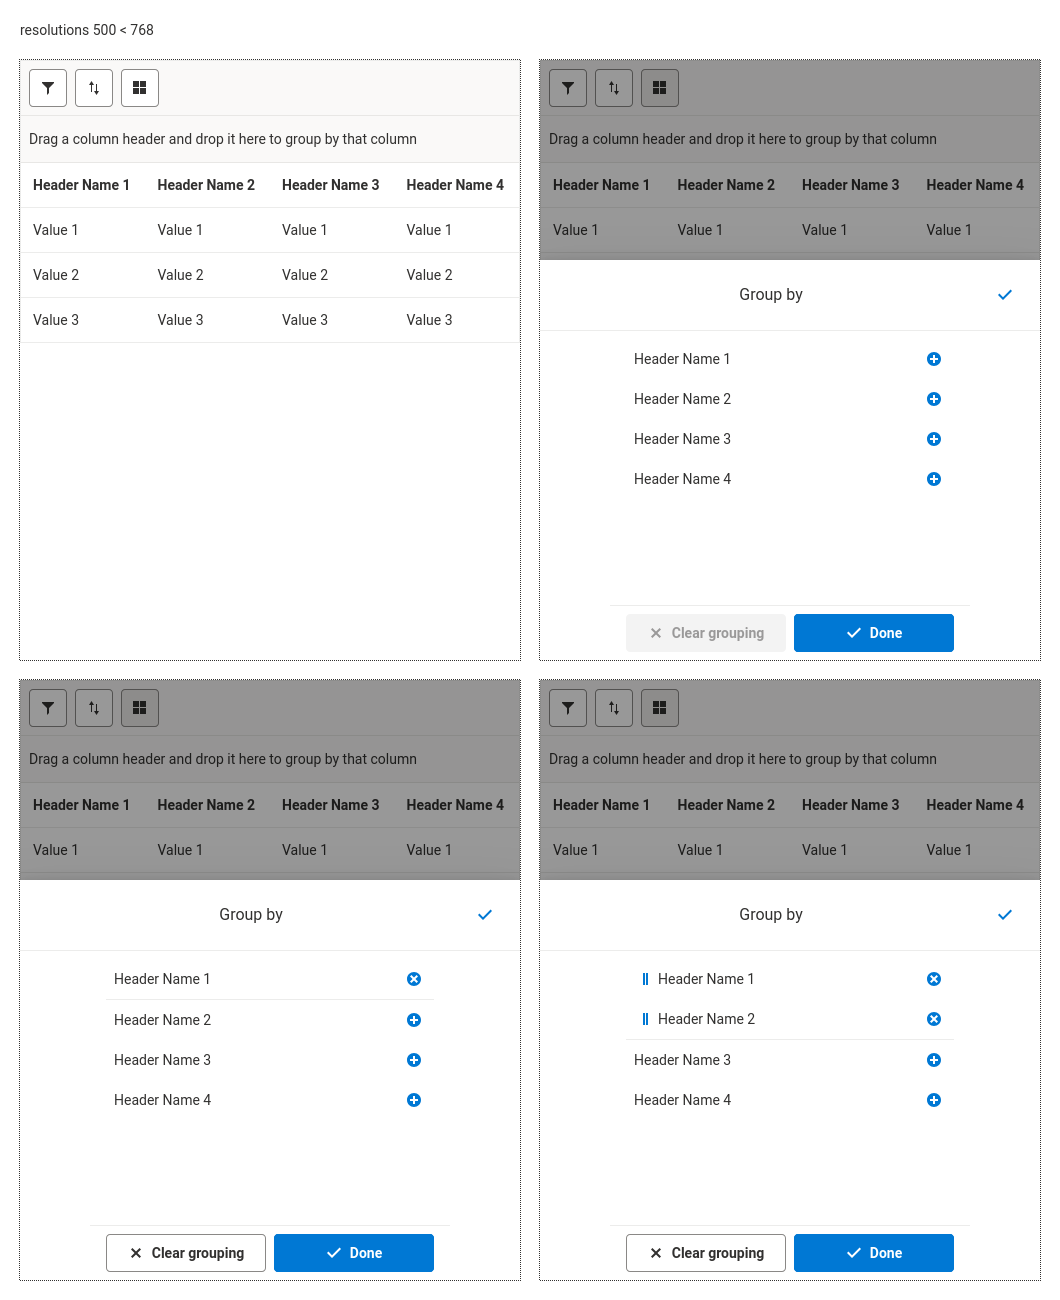 resolutions 500 < 768
Drag a column header and drop it here to group by that column
Header Name 1 Header Name 2 Header Name 3 Header Name 4
Value 1 Value 1 Value 1 Value 1
Value 2 Value 2 Value 2 Value 2
Value 3 Value 3 Value 3 Value 3
Drag a column header and drop it here to group by that column
Header Name 1 Header Name 2 Header Name 3 Header Name 4
Value 1 Value 1 Value 1 Value 1
Group by
Header Name 1
Header Name 2
Header Name 3
Header Name 4
Clear grouping Done
Drag a column header and drop it here to group by that column
Header Name 1 Header Name 2 Header Name 3 Header Name 4
Value 1 Value 1 Value 1 Value 1
Group by
Header Name 1
Header Name 2
Header Name 3
Header Name 4
Clear grouping Done
Drag a column header and drop it here to group by that column
Header Name 1 Header Name 2 Header Name 3 Header Name 4
Value 1 Value 1 Value 1 Value 1
Group by
Header Name 1
Header Name 2
Header Name 3
Header Name 4
Clear grouping Done